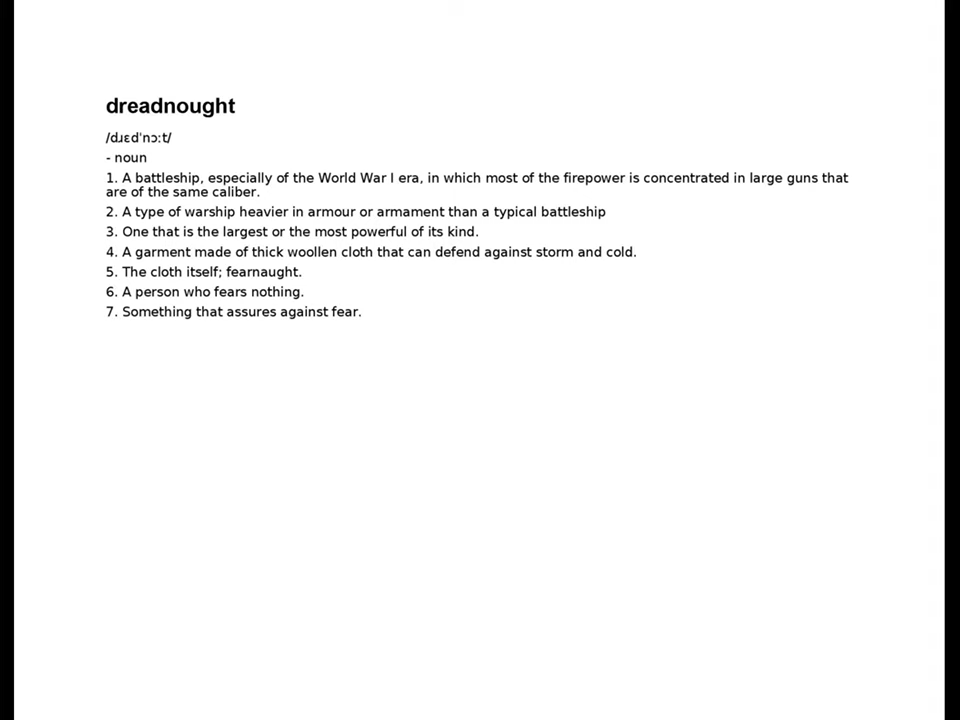 dreadnought
/dɹɛdˈnɔːt/
- noun
1. A battleship, especially of the World War I era, in which most of the firepower is concentrated in large guns that
are of the same caliber.
2. A type of warship heavier in armour or armament than a typical battleship
3. One that is the largest or the most powerful of its kind.
4. A garment made of thick woollen cloth that can defend against storm and cold.
5. The cloth itself; fearnaught.
6. A person who fears nothing.
7. Something that assures against fear.